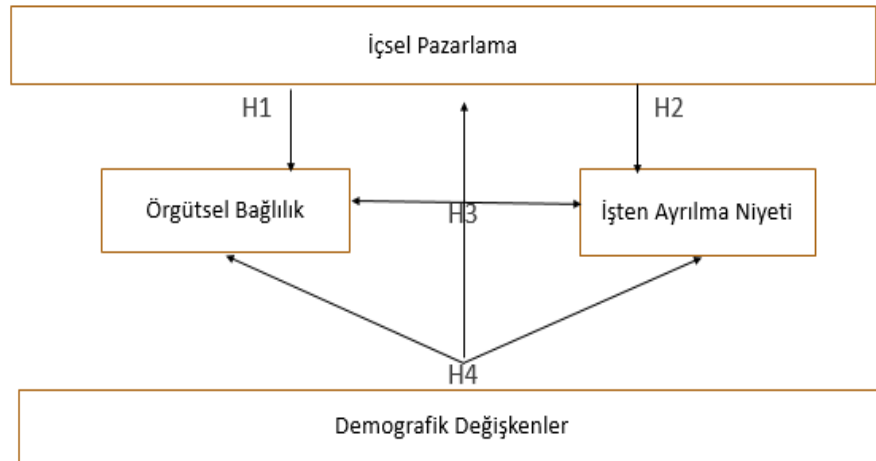 İçsel Pazarlama
H1
H2
Örgütsel Bağlılık
H3
İşten Ayrılma Niyeti
H4
Demografik Değişkenler